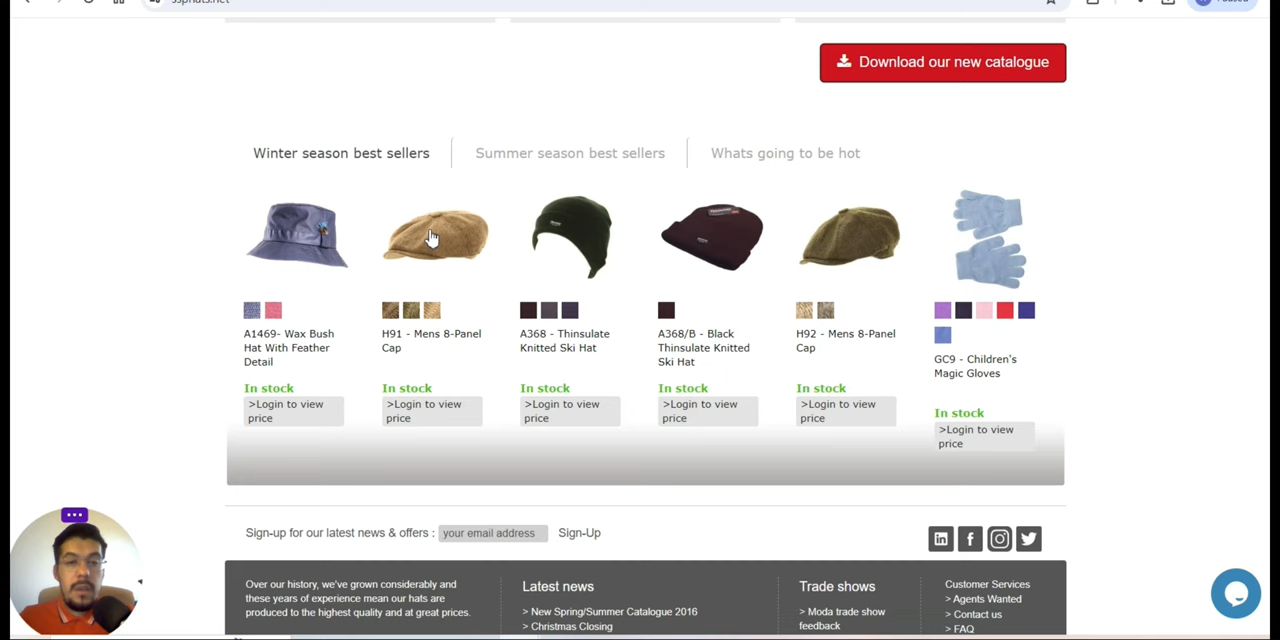 Download our new catalogue
Winter season best sellers
Summer season best sellers
Whats going to be hot
A1469- Wax Bush
Hat With Feather
Detail
In stock
>Login to view
price
H91 - Mens 8-Panel
Cap
In stock
>Login to view
price
A368 - Thinsulate
Knitted Ski Hat
In stock
>Login to view
price
A368/B - Black
Thinsulate Knitted
Ski Hat
In stock
>Login to view
price
H92 - Mens 8-Panel
Cap
In stock
>Login to view
price
GC9 - Children's
Magic Gloves
In stock
>Login to view
price
Sign-up for our latest news & offers :
your email address
Sign-Up
Over our history, we've grown considerably and
these years of experience mean our hats are
produced to the highest quality and at great prices.
Latest news
> New Spring/Summer Catalogue 2016
> Christmas Closing
Trade shows
> Moda trade show
feedback
Customer Services
> Agents Wanted
> Contact us
> FAQ